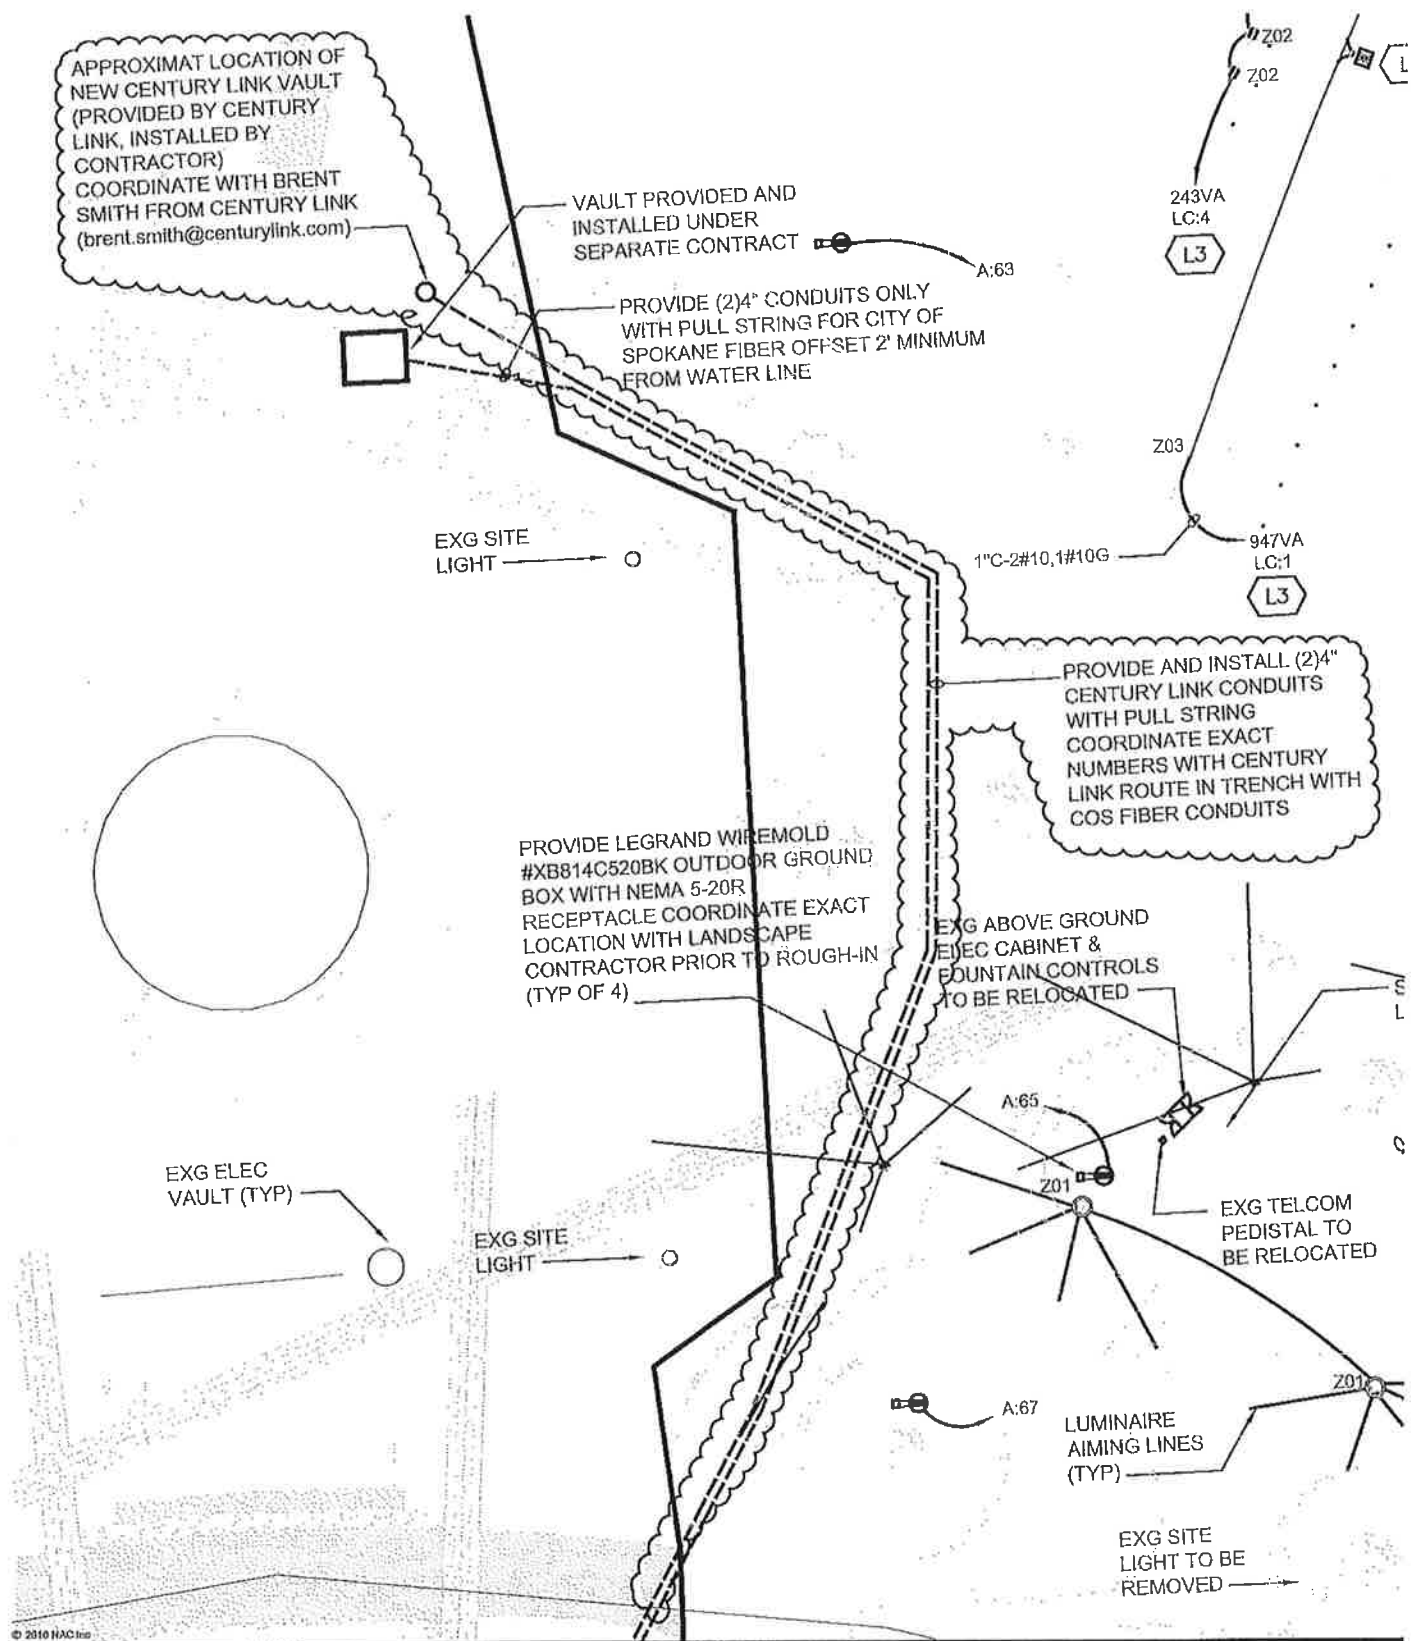 APPROXIMAT LOCATION OF
NEW CENTURY LINK VAULT
(PROVIDED BY CENTURY
LINK, INSTALLED BY
CONTRACTOR)
COORDINATE WITH BRENT
SMITH FROM CENTURY LINK
(brent.smith@centurylink.com)
VAULT PROVIDED AND
INSTALLED UNDER
SEPARATE CONTRACT
A:63
PROVIDE (2)4" CONDUITS ONLY
WITH PULL STRING FOR CITY OF
SPOKANE FIBER OFFSET 2' MINIMUM
FROM WATER LINE
Z02
Z02
L
243VA
LC:4
L3
Z03
1"C-2#10,1#10G
947VA
LC:1
L3
EXG SITE
LIGHT
PROVIDE AND INSTALL (2)4"
CENTURY LINK CONDUITS
WITH PULL STRING
COORDINATE EXACT
NUMBERS WITH CENTURY
LINK ROUTE IN TRENCH WITH
COS FIBER CONDUITS
PROVIDE LEGRAND WIREMOLD
#XB814C520BK OUTDOOR GROUND
BOX WITH NEMA 5-20R
RECEPTACLE COORDINATE EXACT
LOCATION WITH LANDSCAPE
CONTRACTOR PRIOR TO ROUGH-IN
(TYP OF 4)
EXG ABOVE GROUND
ELEC CABINET &
FOUNTAIN CONTROLS
TO BE RELOCATED
S
L
A:65
Z01
EXG TELCOM
PEDISTAL TO
BE RELOCATED
EXG ELEC
VAULT (TYP)
EXG SITE
LIGHT
Z01
A:67
LUMINAIRE
AIMING LINES
(TYP)
EXG SITE
LIGHT TO BE
REMOVED
© 2010 NAC Inc